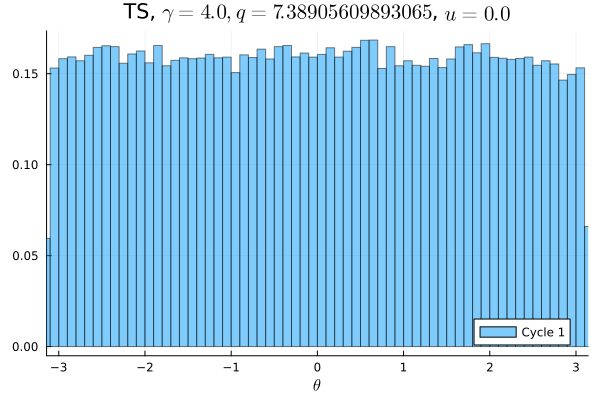 TS, γ = 4.0, q = 7.38905609893065, u = 0.0
0.15
0.10
0.05
0.00
Cycle 1
−3 −2 −1 0 1 2 3
θ